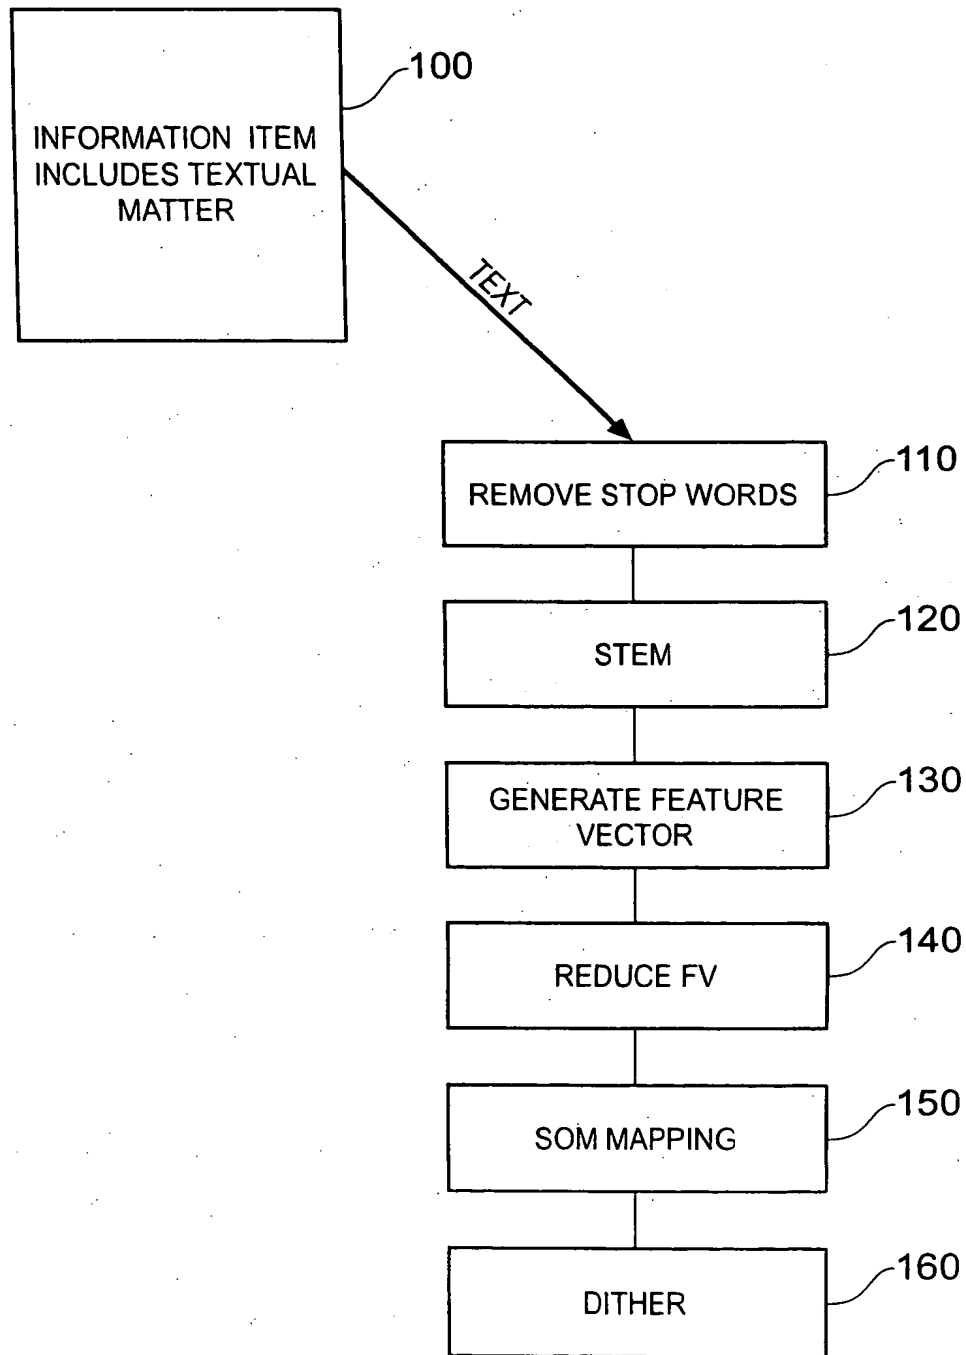 100
INFORMATION ITEM
INCLUDES TEXTUAL
MATTER
TEXT
110
REMOVE STOP WORDS
120
STEM
130
GENERATE FEATURE
VECTOR
140
REDUCE FV
150
SOM MAPPING
160
DITHER